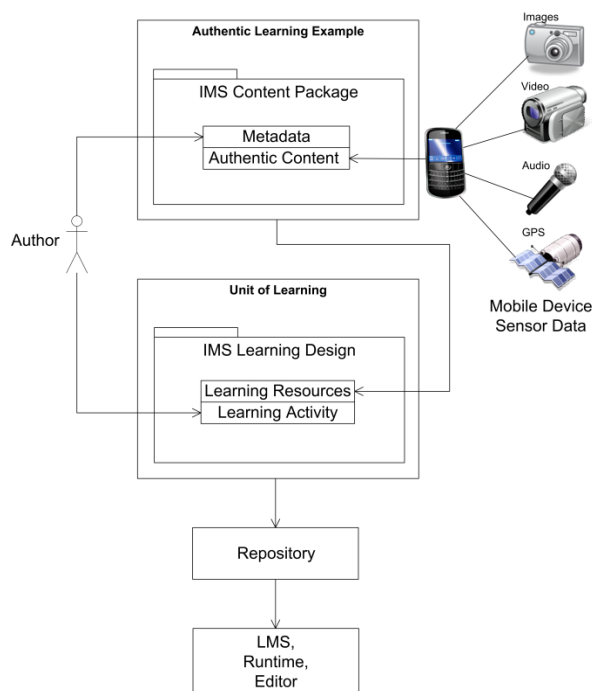 Authentic Learning Example
IMS Content Package
Metadata
Authentic Content
Images
Video
Audio
GPS
Mobile Device
Sensor Data
Author
Unit of Learning
IMS Learning Design
Learning Resources
Learning Activity
Repository
LMS,
Runtime,
Editor